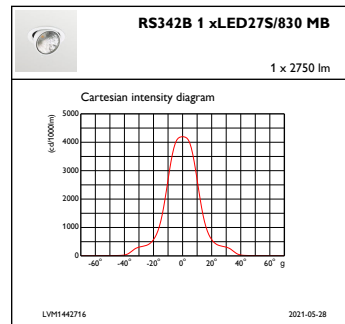 RS342B 1 xLED27S/830 MB
1 x 2750 lm
Cartesian intensity diagram
(cd/1000lm)
5000
4000
3000
2000
1000
0
-60° -40° -20° 0° 20° 40° 60° g
LVM1442716 2021-05-28